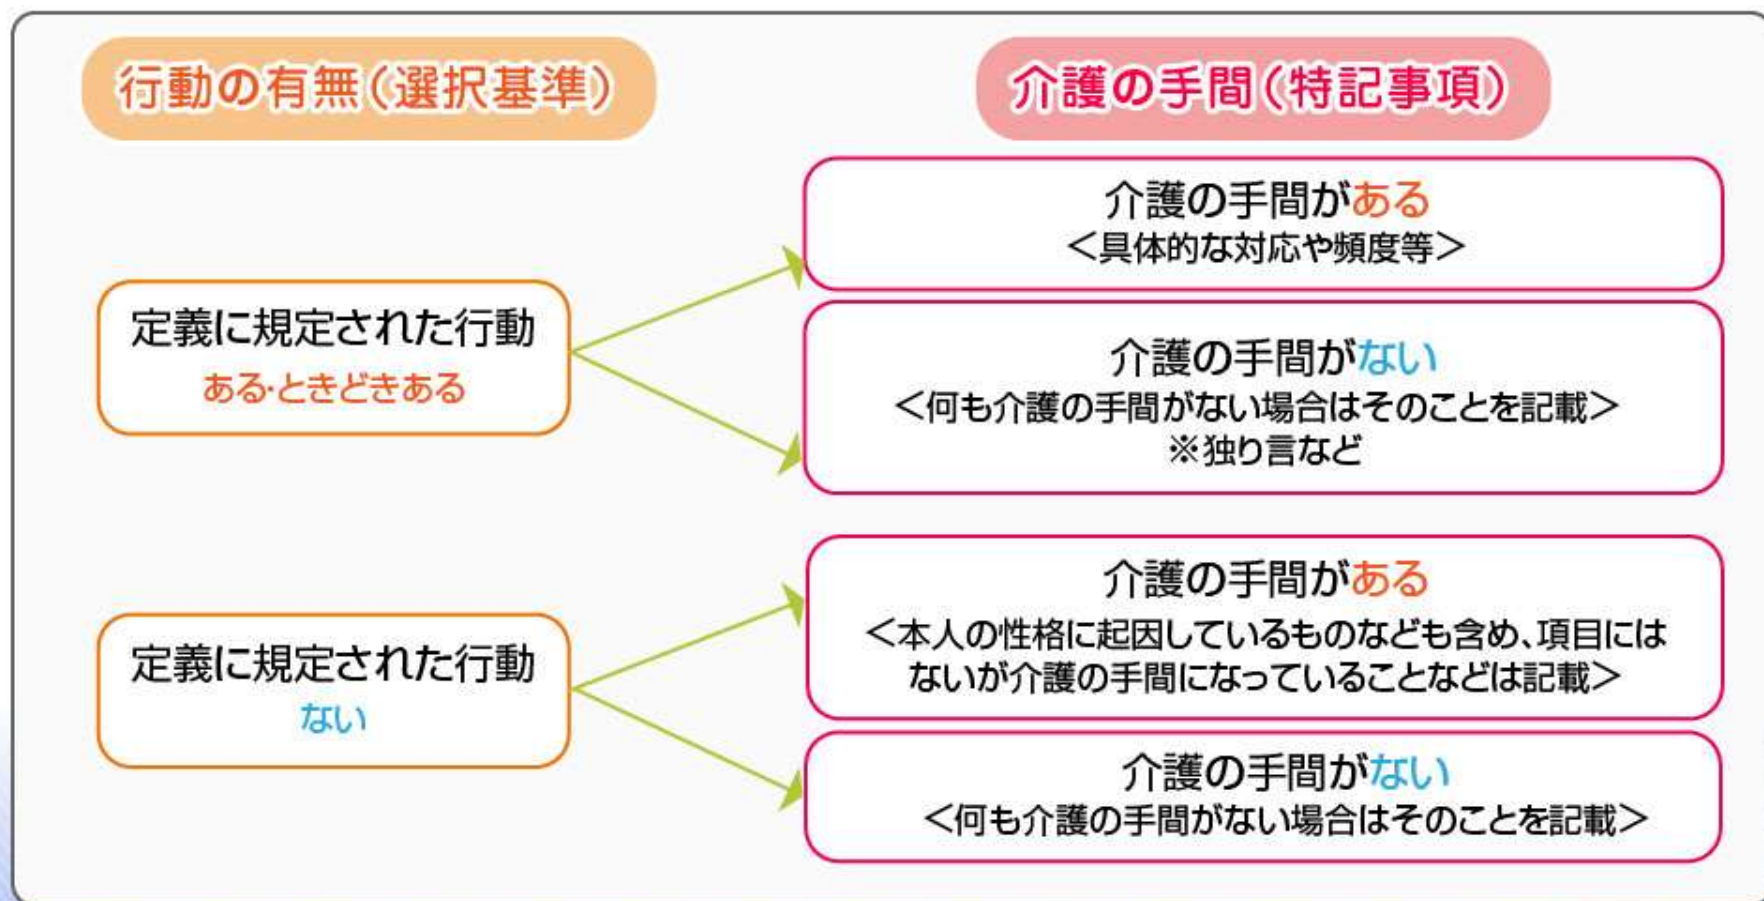 行動の有無(選択基準)
介護の手間(特記事項)
定義に規定された行動
ある・ときどきある
介護の手間がある
＜具体的な対応や頻度等＞
介護の手間がない
＜何も介護の手間がない場合はそのことを記載＞
※独り言など
定義に規定された行動
ない
介護の手間がある
＜本人の性格に起因しているものなども含め、項目には
ないが介護の手間になっていることなどは記載＞
介護の手間がない
＜何も介護の手間がない場合はそのことを記載＞